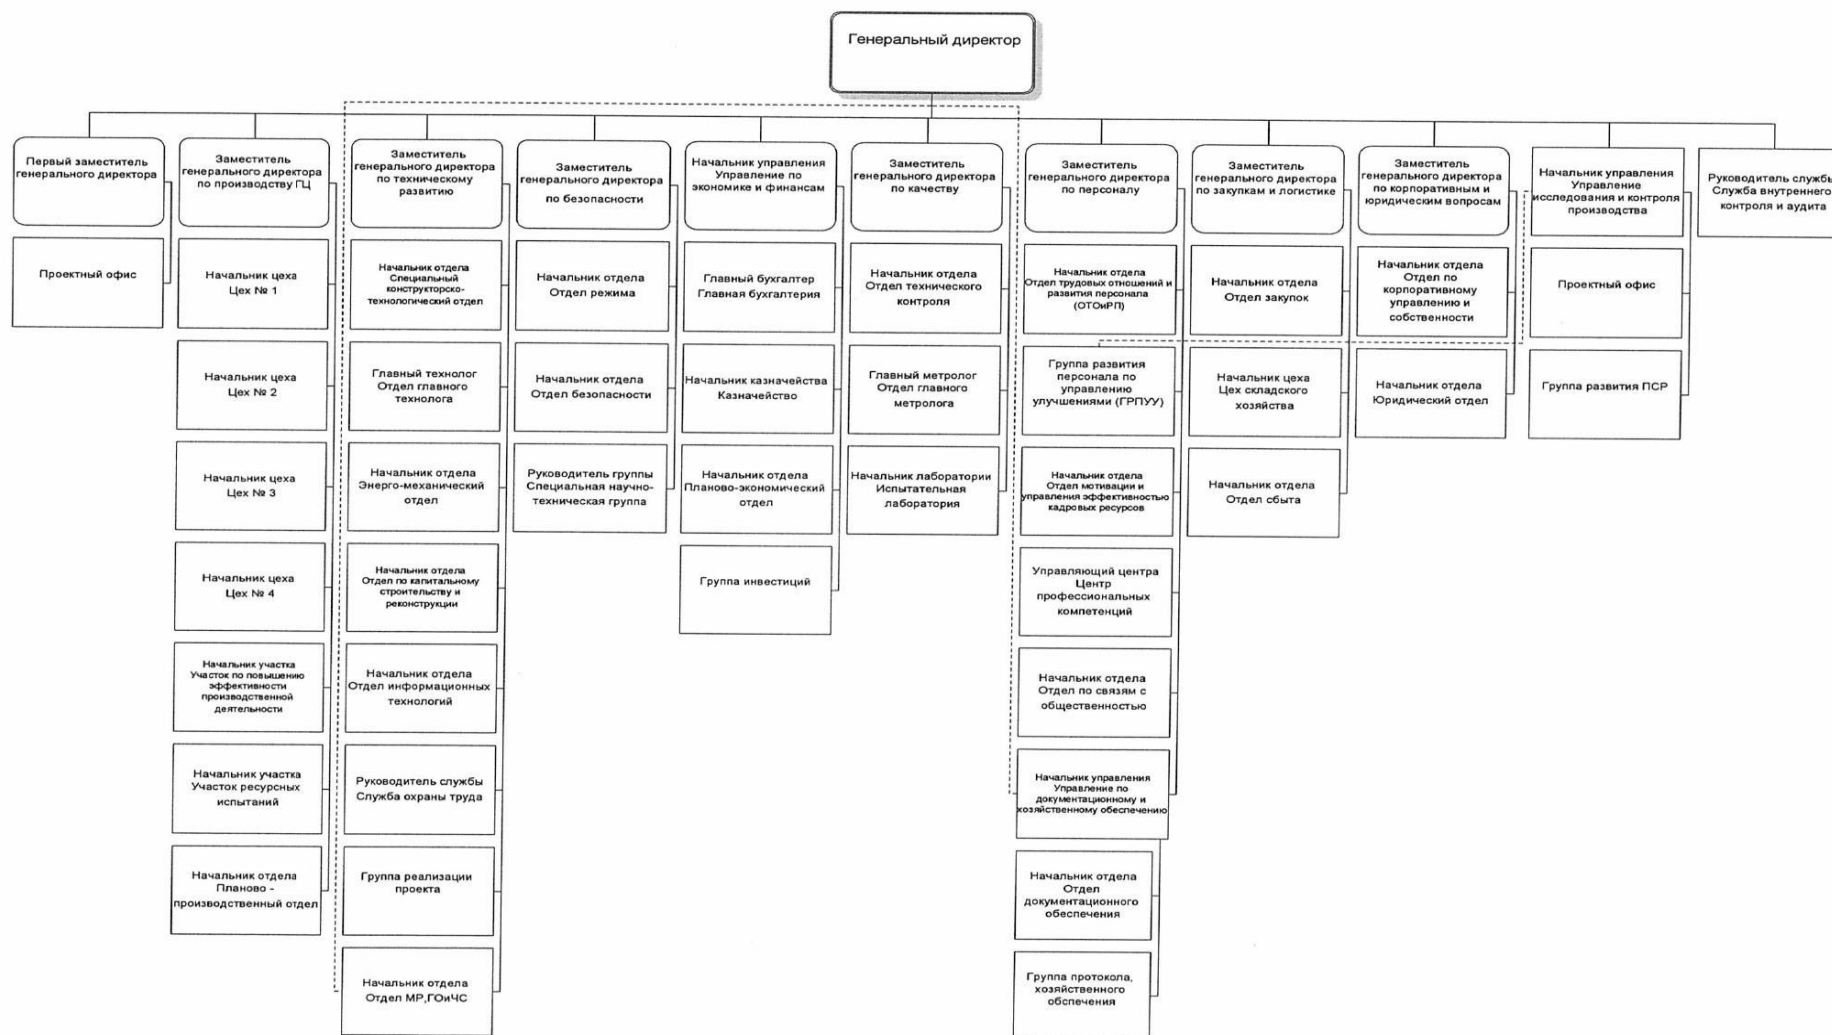 Генеральный директор
Первый заместитель
генерального директора
Проектный офис
Заместитель
генерального директора
по производству ГЦ
Начальник цеха
Цех № 1
Начальник цеха
Цех № 2
Начальник цеха
Цех № 3
Начальник цеха
Цех № 4
Начальник участка
Участок по повышению
эффективности
производственной
деятельности
Начальник участка
Участок ресурсных
испытаний
Начальник отдела
Планово -
производственный отдел
Заместитель
генерального директора
по техническому
развитию
Начальник отдела
Специальный
конструкторско-
технологический отдел
Главный технолог
Отдел главного
технолога
Начальник отдела
Энерго-механический
отдел
Начальник отдела
Отдел по капитальному
строительству и
реконструкции
Начальник отдела
Отдел информационных
технологий
Руководитель службы
Служба охраны труда
Группа реализации
проекта
Начальник отдела
Отдел МР,ГОиЧС
Заместитель
генерального директора
по безопасности
Начальник отдела
Отдел режима
Начальник отдела
Отдел безопасности
Руководитель группы
Специальная научно-
техническая группа
Начальник управления
Управление по
экономике и финансам
Главный бухгалтер
Главная бухгалтерия
Начальник казначейства
Казначейство
Начальник отдела
Планово-экономический
отдел
Группа инвестиций
Заместитель
генерального директора
по качеству
Начальник отдела
Отдел технического
контроля
Главный метролог
Отдел главного
метролога
Начальник лаборатории
Испытательная
лаборатория
Заместитель
генерального директора
по персоналу
Начальник отдела
Отдел трудовых отношений и
развития персонала
(ОТОиРП)
Группа развития
персонала по
управлению
улучшениями (ГРПУУ)
Начальник отдела
Отдел мотивации и
управления эффективностью
кадровых ресурсов
Управляющий центра
Центр
профессиональных
компетенций
Начальник отдела
Отдел по связям с
общественностью
Начальник управления
Управление по
документационному и
хозяйственному обеспечению
Начальник отдела
Отдел
документационного
обеспечения
Группа протокола,
хозяйственного
обспечения
Заместитель
генерального директора
по закупкам и логистике
Начальник отдела
Отдел закупок
Начальник цеха
Цех складского
хозяйства
Начальник отдела
Отдел сбыта
Заместитель
генерального директора
по корпоративным и
юридическим вопросам
Начальник отдела
Отдел по
корпоративному
управлению и
собственности
Начальник отдела
Юридический отдел
Начальник управления
Управление
исследования и контроля
производства
Проектный офис
Группа развития ПСР
Руководитель службы
Служба внутреннего
контроля и аудита